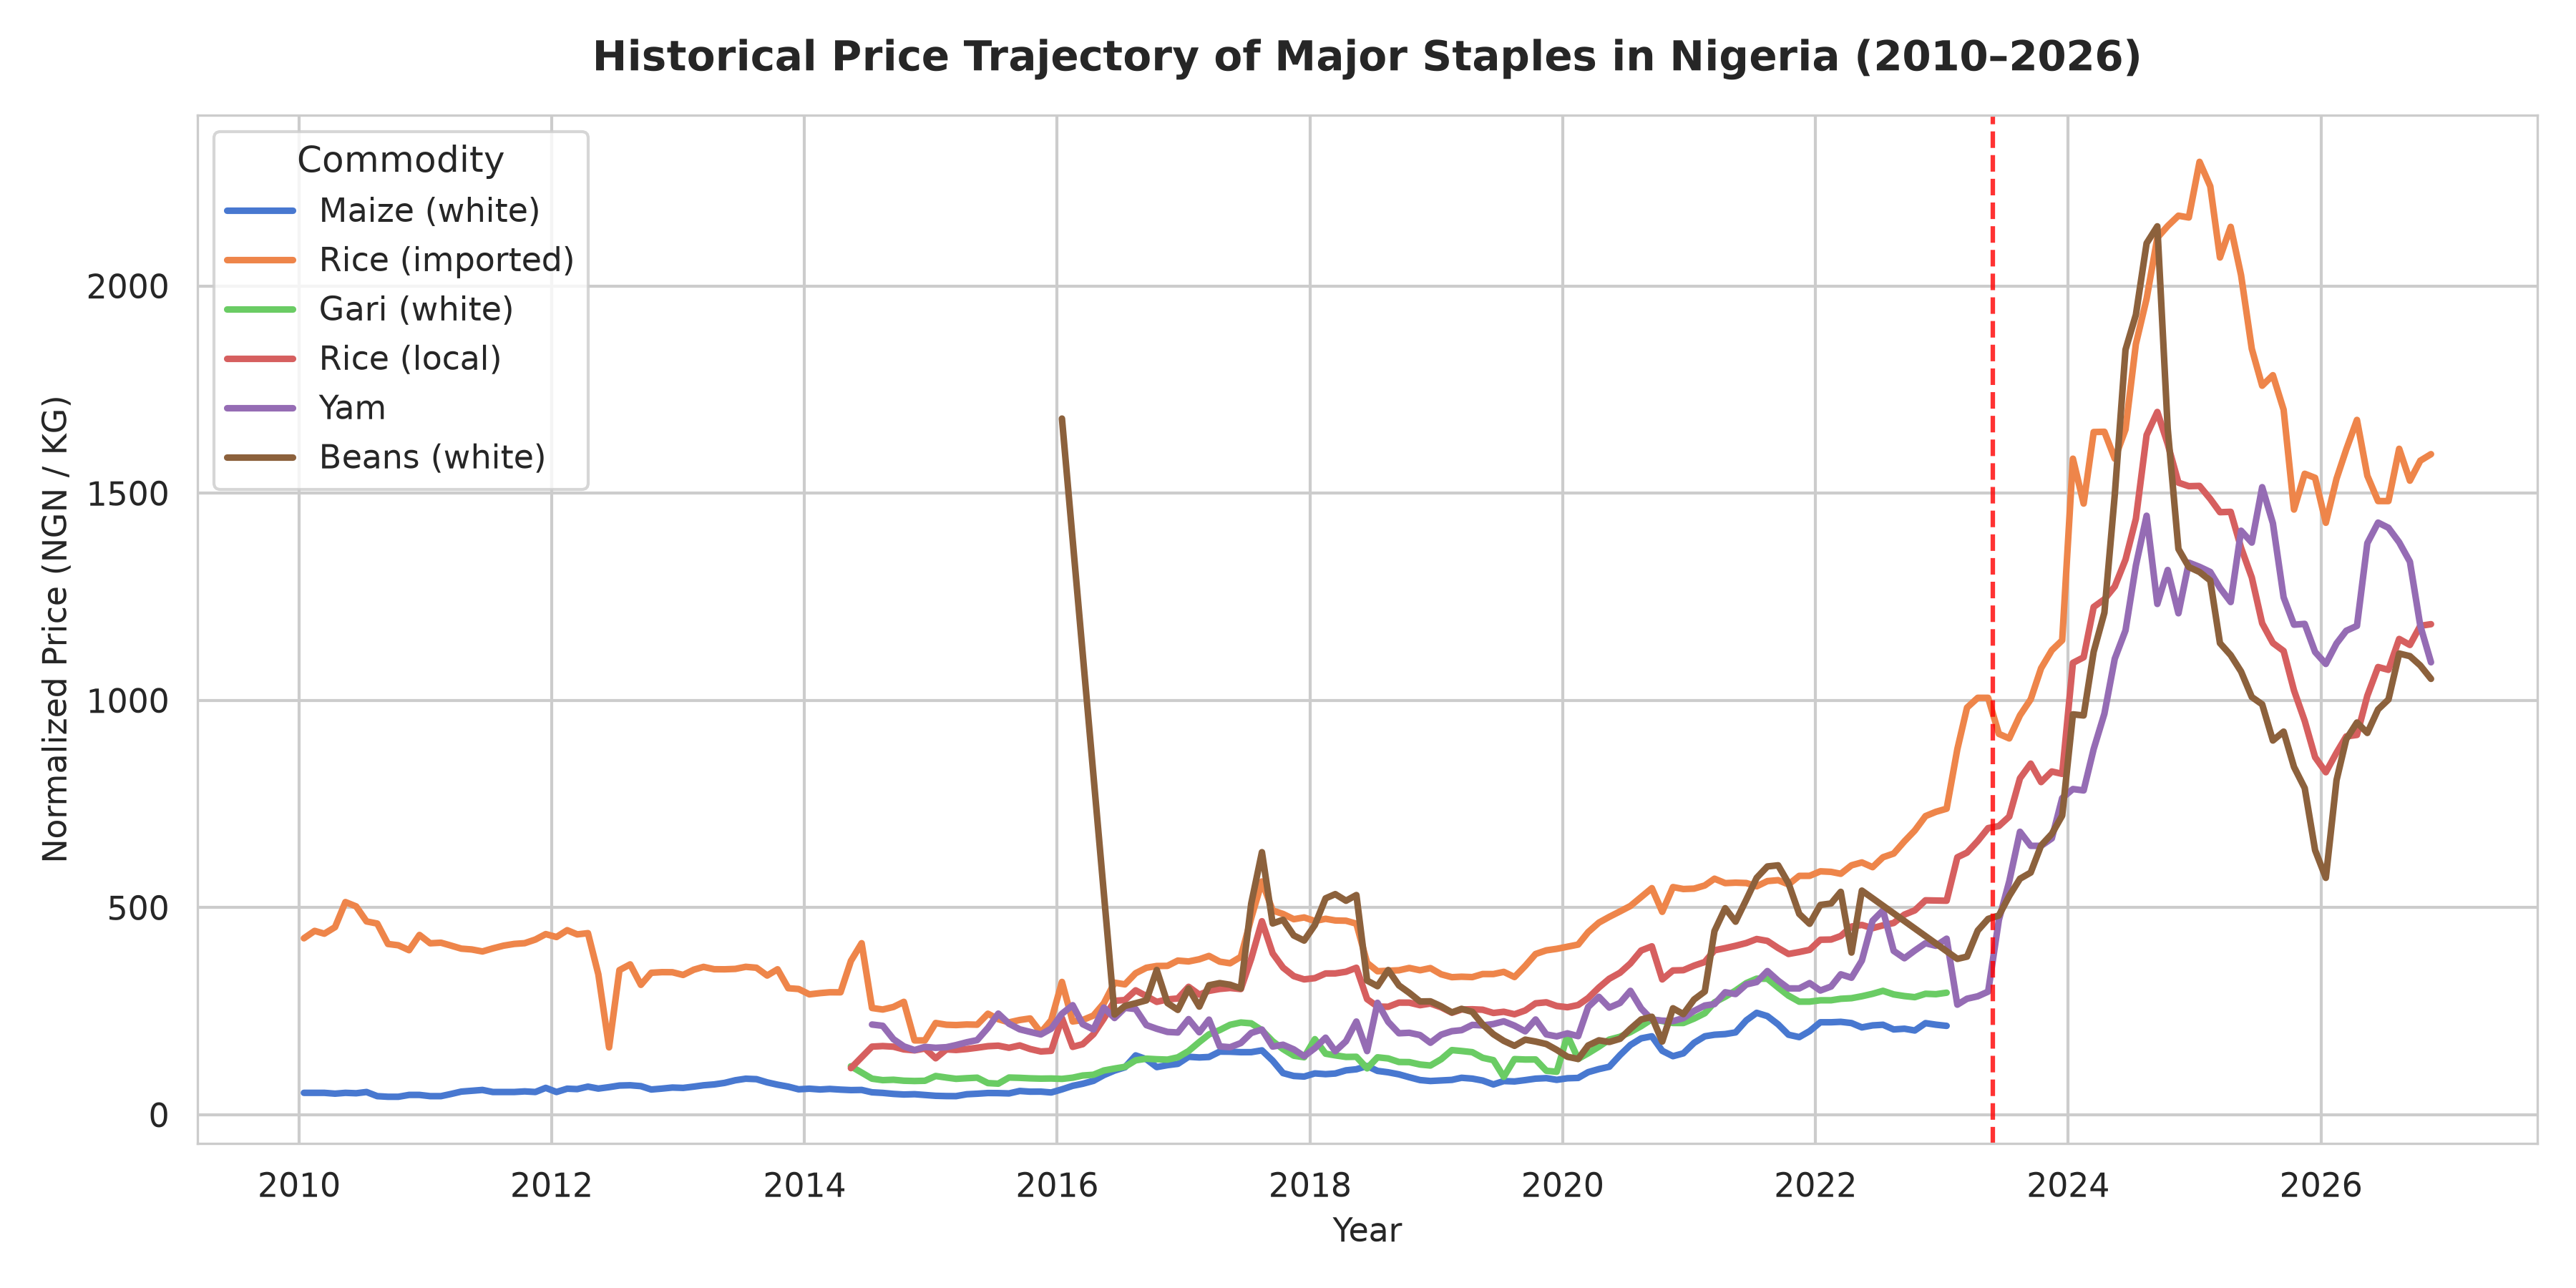 Historical Price Trajectory of Major Staples in Nigeria (2010–2026)
Commodity
Maize (white)
Rice (imported)
Gari (white)
Rice (local)
Yam
Beans (white)
Normalized Price (NGN / KG)
2000
1500
1000
500
0
2010
2012
2014
2016
2018
2020
2022
2024
2026
Year